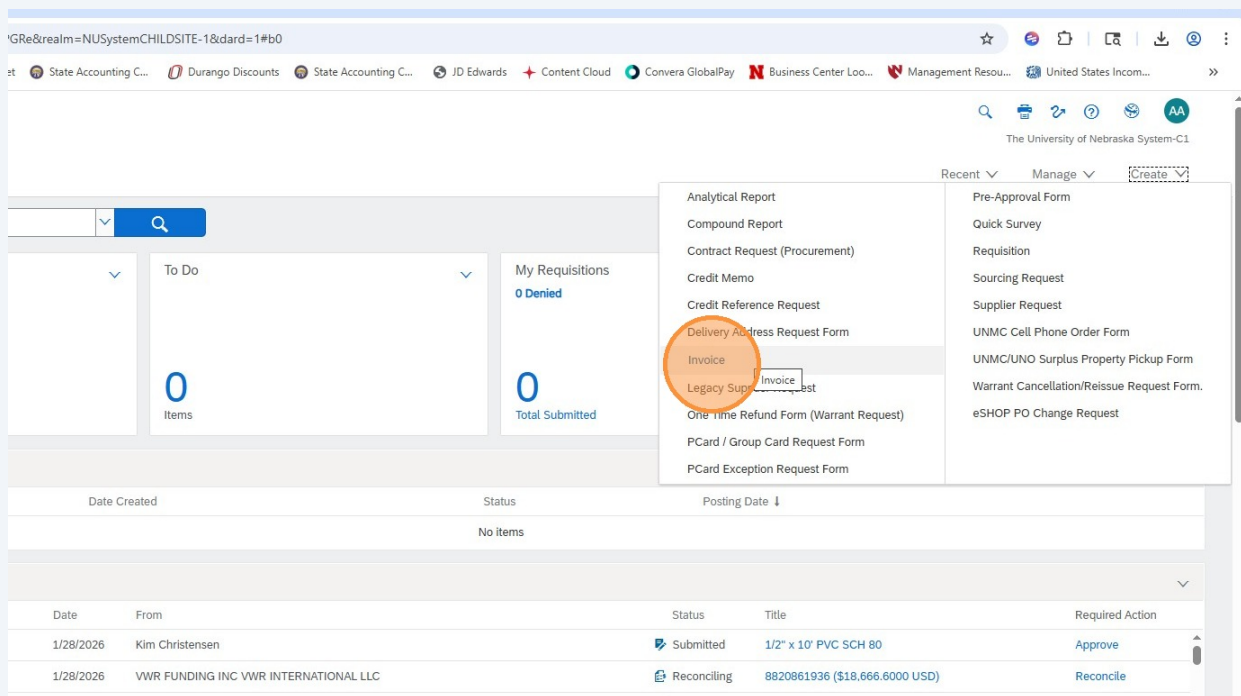 PGRe&realm=NUSystemCHILDSITE-1&dard=1#b0
et State Accounting C... Durango Discounts State Accounting C... JD Edwards Content Cloud Convera GlobalPay Business Center Loo... Management Resou... United States Incom... »
AA
The University of Nebraska System-C1
Recent Manage Create
Analytical Report
Compound Report
Contract Request (Procurement)
Credit Memo
Credit Reference Request
Delivery Address Request Form
Invoice
Invoice
Legacy Supplier Request
One Time Refund Form (Warrant Request)
PCard / Group Card Request Form
PCard Exception Request Form
Pre-Approval Form
Quick Survey
Requisition
Sourcing Request
Supplier Request
UNMC Cell Phone Order Form
UNMC/UNO Surplus Property Pickup Form
Warrant Cancellation/Reissue Request Form.
eSHOP PO Change Request
To Do
0
Items
My Requisitions
0 Denied
0
Total Submitted
Date Created Status Posting Date ↓
No items
Date From Status Title Required Action
1/28/2026 Kim Christensen Submitted 1/2" x 10' PVC SCH 80 Approve
1/28/2026 VWR FUNDING INC VWR INTERNATIONAL LLC Reconciling 8820861936 ($18,666.6000 USD) Reconcile